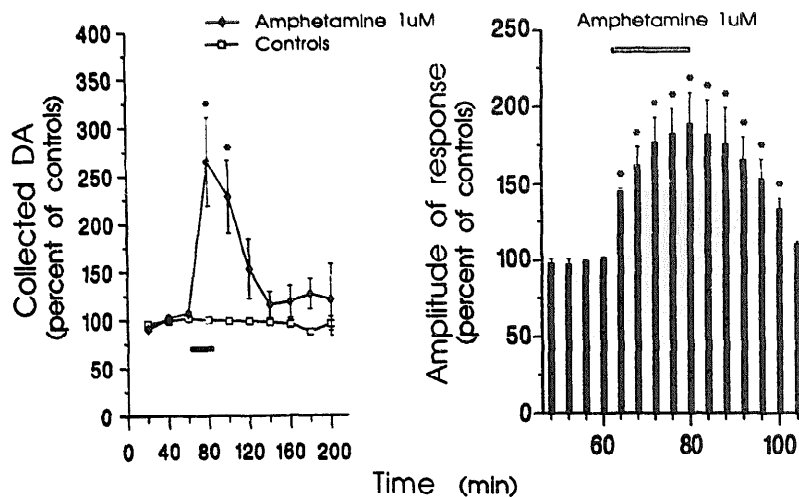 Amphetamine 1uM
Controls
Collected DA
(percent of controls)
400
350
300
250
200
150
100
50
0
0 40 80 120 160 200
Amphetamine 1uM
Amplitude of response
(percent of controls)
250
200
150
100
50
0
60 80 100
Time (min)